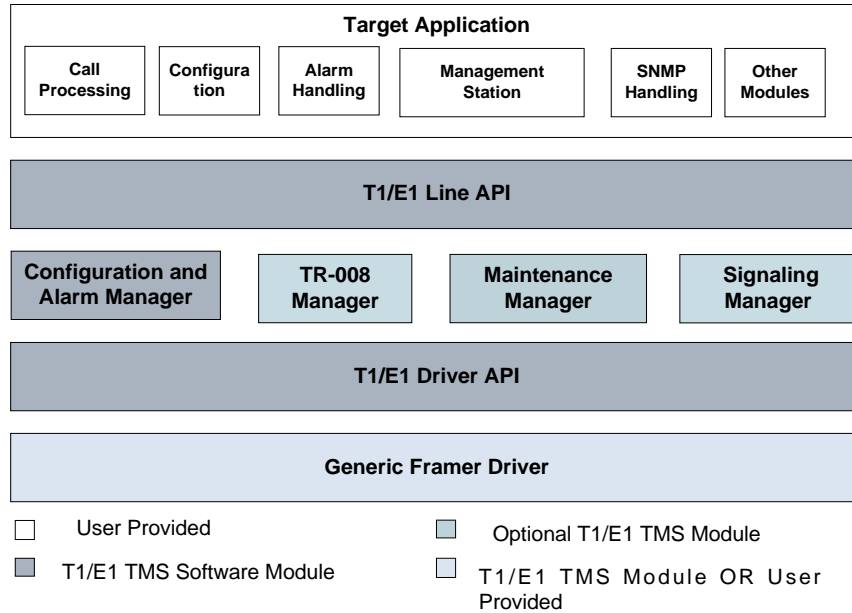 Target Application
Call
Processing
Configura
tion
Alarm
Handling
Management
Station
SNMP
Handling
Other
Modules
T1/E1 Line API
Configuration and
Alarm Manager
TR-008
Manager
Maintenance
Manager
Signaling
Manager
T1/E1 Driver API
Generic Framer Driver
User Provided
Optional T1/E1 TMS Module
T1/E1 TMS Software Module
T1/E1 TMS Module OR User
Provided